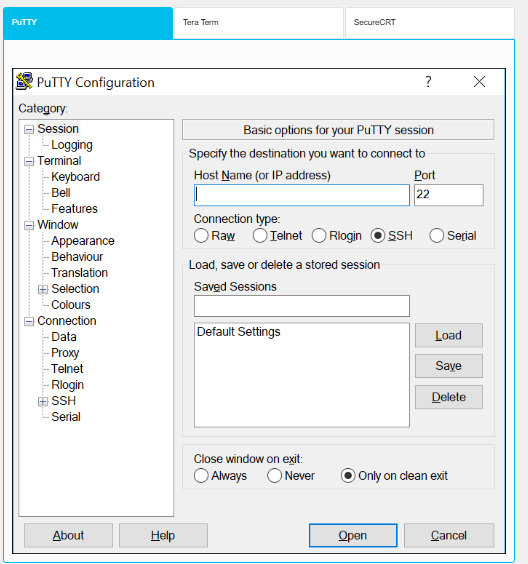 PuTTY
Tera Term
SecureCRT
PuTTY Configuration
?
Category:
Session
Logging
Terminal
Keyboard
Bell
Features
Window
Appearance
Behaviour
Translation
Selection
Colours
Connection
Data
Proxy
Telnet
Rlogin
SSH
Serial
Basic options for your PuTTY session
Specify the destination you want to connect to
Host Name (or IP address) Port
22
Connection type:
Raw Telnet Rlogin SSH Serial
Load, save or delete a stored session
Saved Sessions
Default Settings
Load
Save
Delete
Close window on exit:
Always Never Only on clean exit
About Help Open Cancel